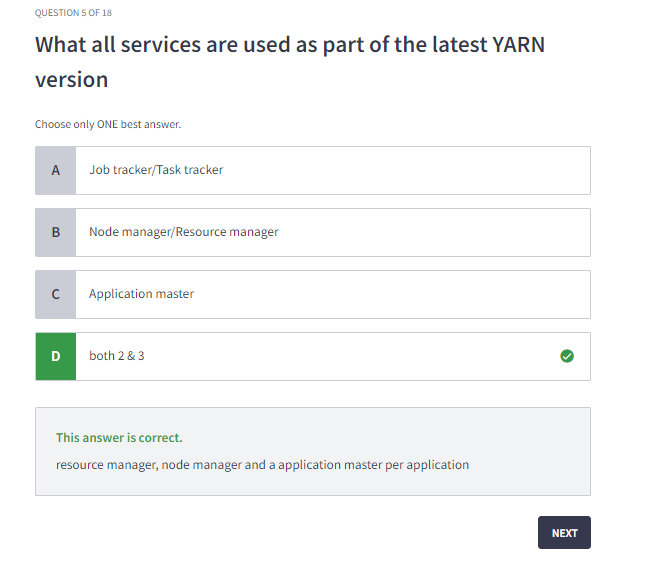 QUESTION 5 OF 18
What all services are used as part of the latest YARN
version
Choose only ONE best answer.
A Job tracker/Task tracker
B Node manager/Resource manager
C Application master
D both 2 & 3
This answer is correct.
resource manager, node manager and a application master per application
NEXT